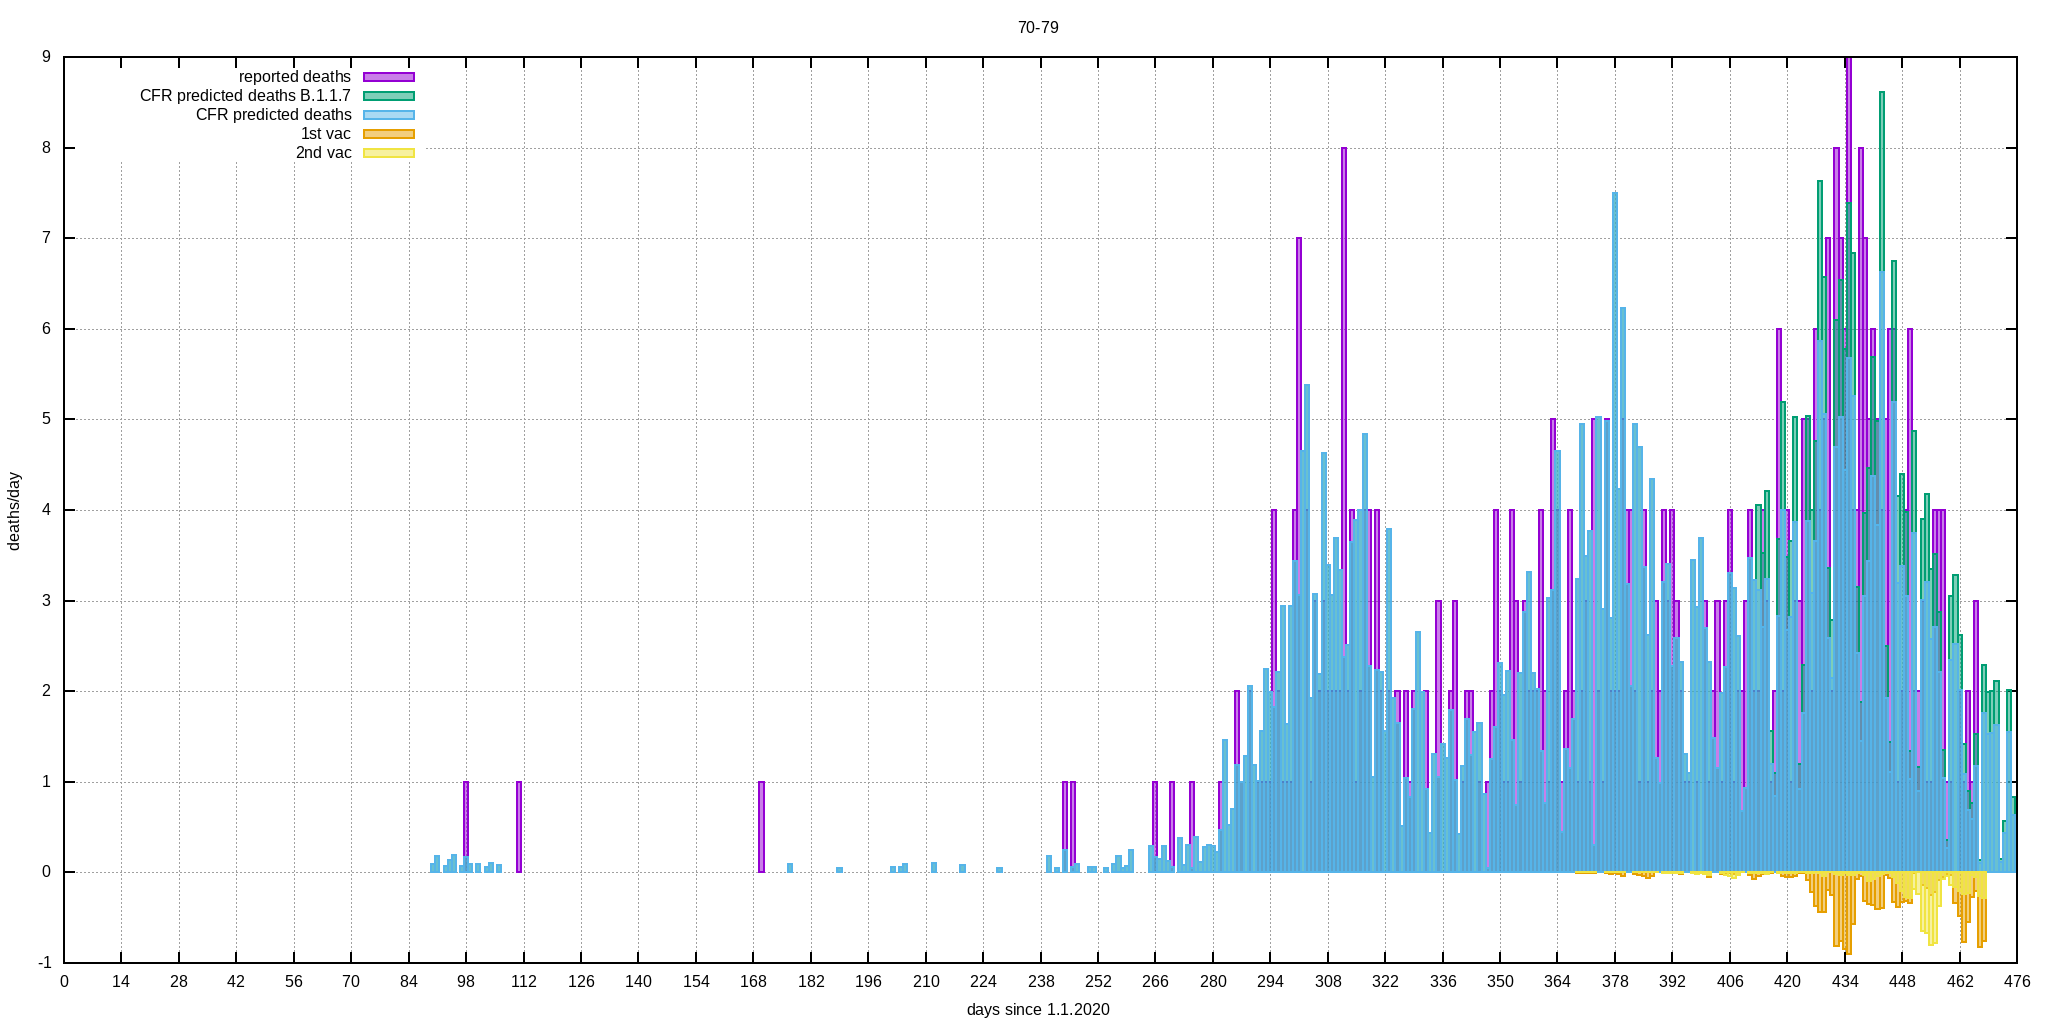 70-79
reported deaths
CFR predicted deaths B.1.1.7
CFR predicted deaths
1st vac
2nd vac
9
8
7
6
5
4
3
2
1
0
-1
deaths/day
0 14 28 42 56 70 84 98 112 126 140 154 168 182 196 210 224 238 252 266 280 294 308 322 336 350 364 378 392 406 420 434 448 462 476
days since 1.1.2020